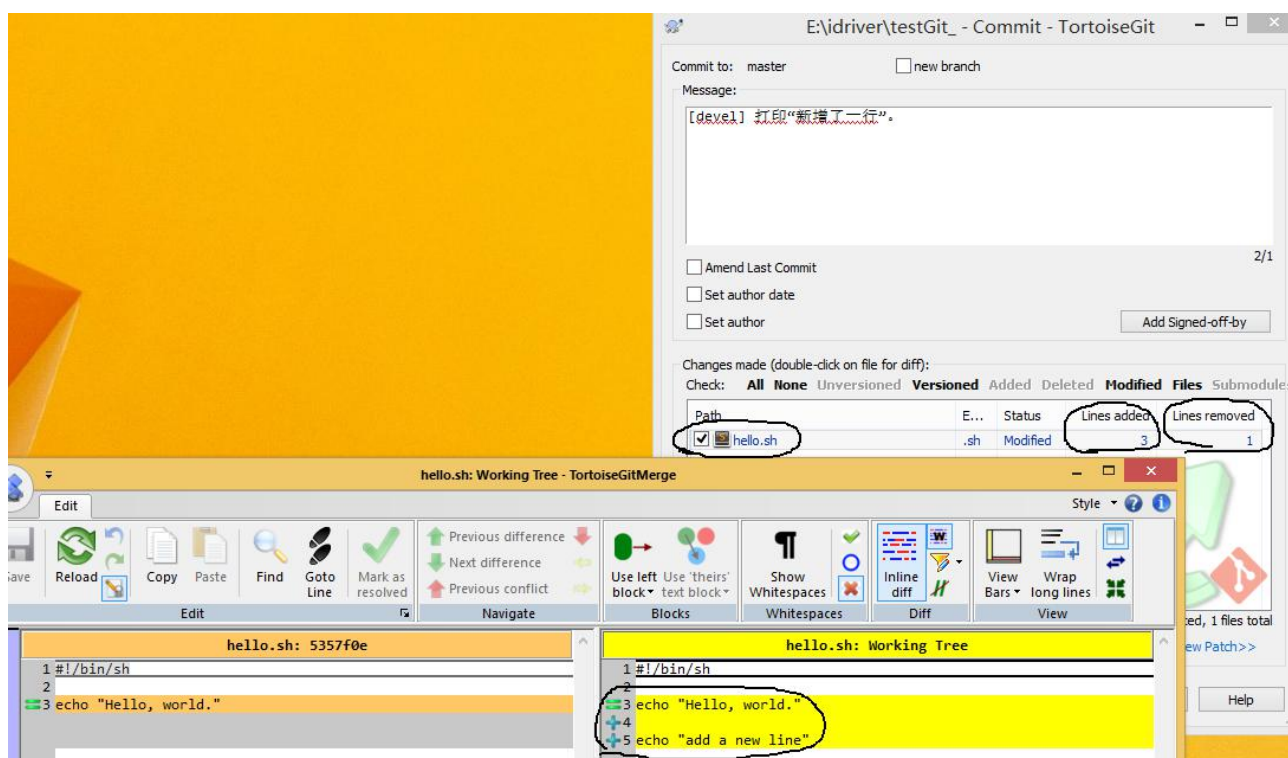 E:\idriver\testGit_ - Commit - TortoiseGit
Commit to: master
new branch
Message:
[devel] 打印“新增了一行”。
2/1
Amend Last Commit
Set author date
Set author
Add Signed-off-by
Changes made (double-click on file for diff):
Check: All None Unversioned Versioned Added Deleted Modified Files Submodule
Path E... Status Lines added Lines removed
hello.sh .sh Modified 3 1
hello.sh: Working Tree - TortoiseGitMerge
Edit
Style
Reload
Copy
Paste
Find
Goto Line
Mark as resolved
Previous difference
Next difference
Previous conflict
Use left block
Use 'theirs' text block
Show Whitespaces
Inline diff
View Bars
Wrap long lines
Edit
Navigate
Blocks
Whitespaces
Diff
View
1 files total
Patch>>
Help
hello.sh: 5357f0e
1 #!/bin/sh
2
3 echo "Hello, world."
hello.sh: Working Tree
1 #!/bin/sh
2
3 echo "Hello, world."
4
5 echo "add a new line"